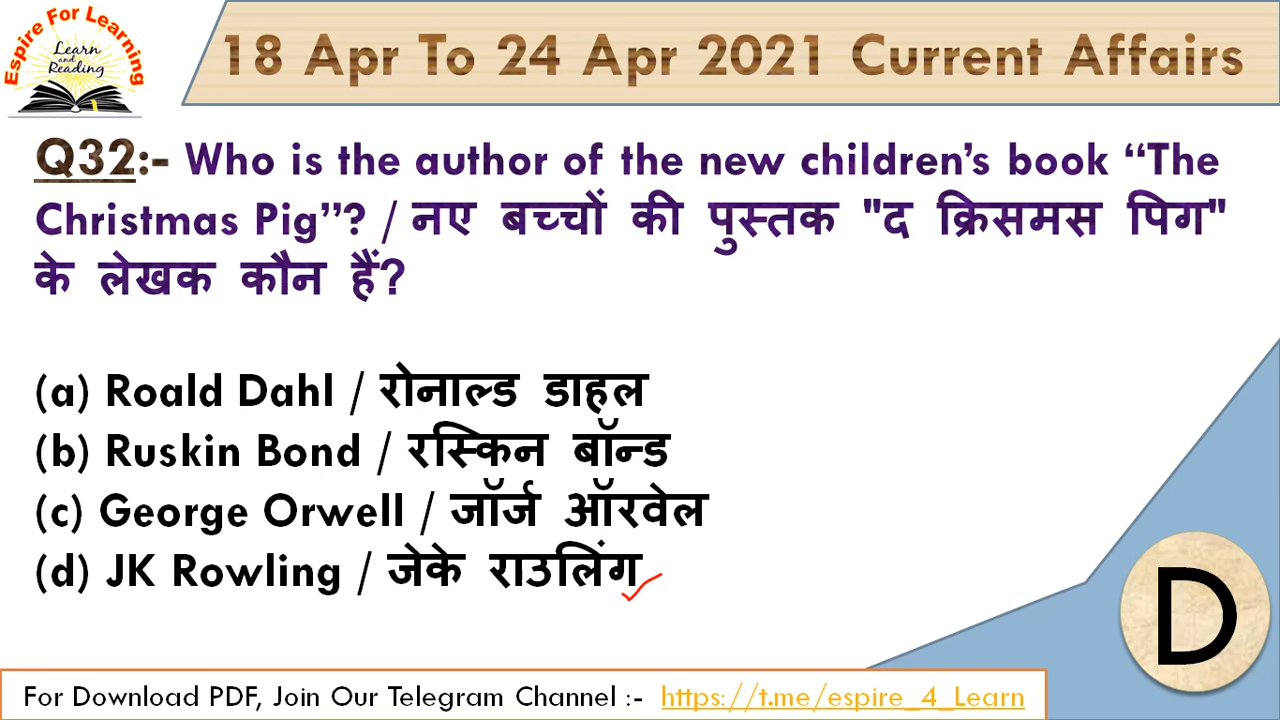 Espire For Learning
Learn
and
Reading
18 Apr To 24 Apr 2021 Current Affairs
Q32:- Who is the author of the new children’s book “The
Christmas Pig”? / नए बच्चों की पुस्तक "द क्रिसमस पिग"
के लेखक कौन हैं?
(a) Roald Dahl / रोनाल्ड डाहल
(b) Ruskin Bond / रस्किन बॉन्ड
(c) George Orwell / जॉर्ज ऑरवेल
(d) JK Rowling / जेके राउलिंग
D
For Download PDF, Join Our Telegram Channel :- https://t.me/espire_4_Learn